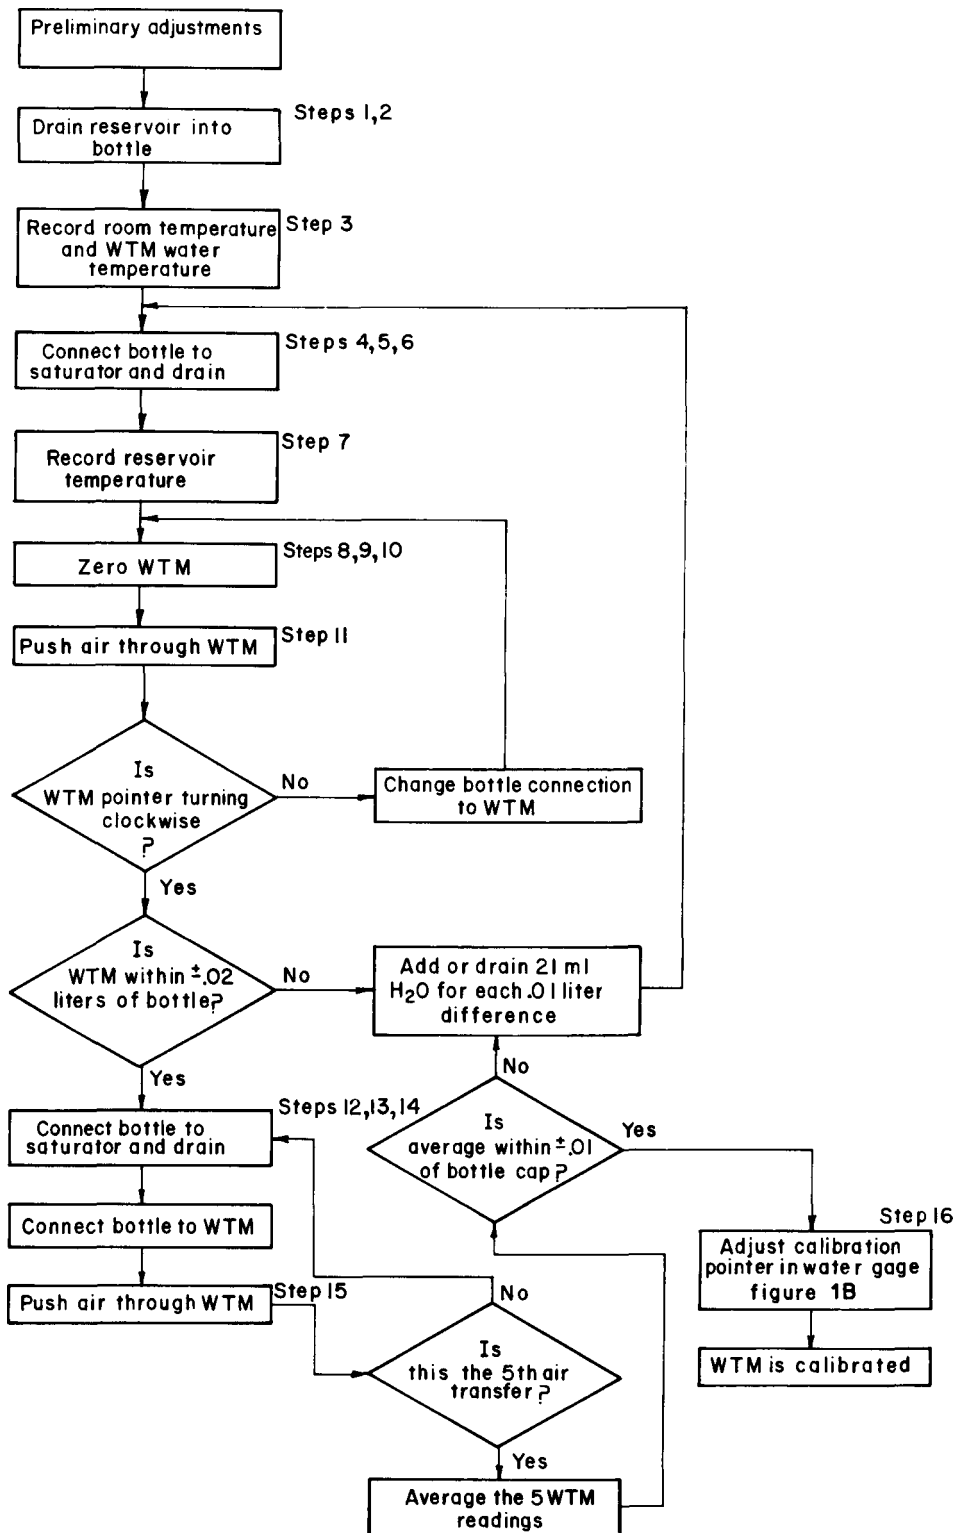 Preliminary adjustments
Steps 1,2
Drain reservoir into
bottle
Step 3
Record room temperature
and WTM water
temperature
Steps 4,5,6
Connect bottle to
saturator and drain
Step 7
Record reservoir
temperature
Steps 8,9,10
Zero WTM
Step 11
Push air through WTM
Is
WTM pointer turning
clockwise
?
No
Change bottle connection
to WTM
Yes
Is
WTM within ±.02
liters of bottle?
No
Add or drain 21 ml
H₂O for each .01 liter
difference
Yes
No
Steps 12,13,14
Connect bottle to
saturator and drain
Is
average within ±.01
of bottle cap?
Yes
Connect bottle to WTM
Step 16
Adjust calibration
pointer in water gage
figure 1B
Push air through WTM
Step 15
No
Is
this the 5th air
transfer?
WTM is calibrated
Yes
Average the 5 WTM
readings